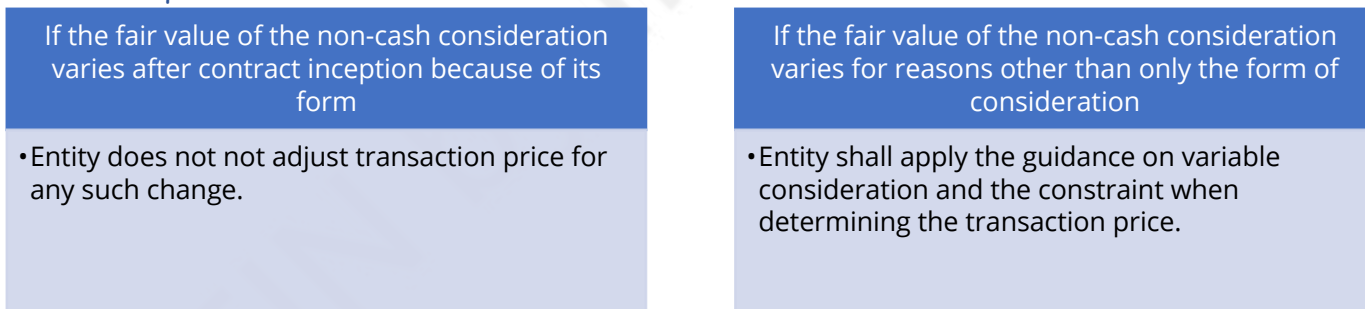 If the fair value of the non-cash consideration
varies after contract inception because of its
form
•Entity does not not adjust transaction price for
any such change.
If the fair value of the non-cash consideration
varies for reasons other than only the form of
consideration
•Entity shall apply the guidance on variable
consideration and the constraint when
determining the transaction price.